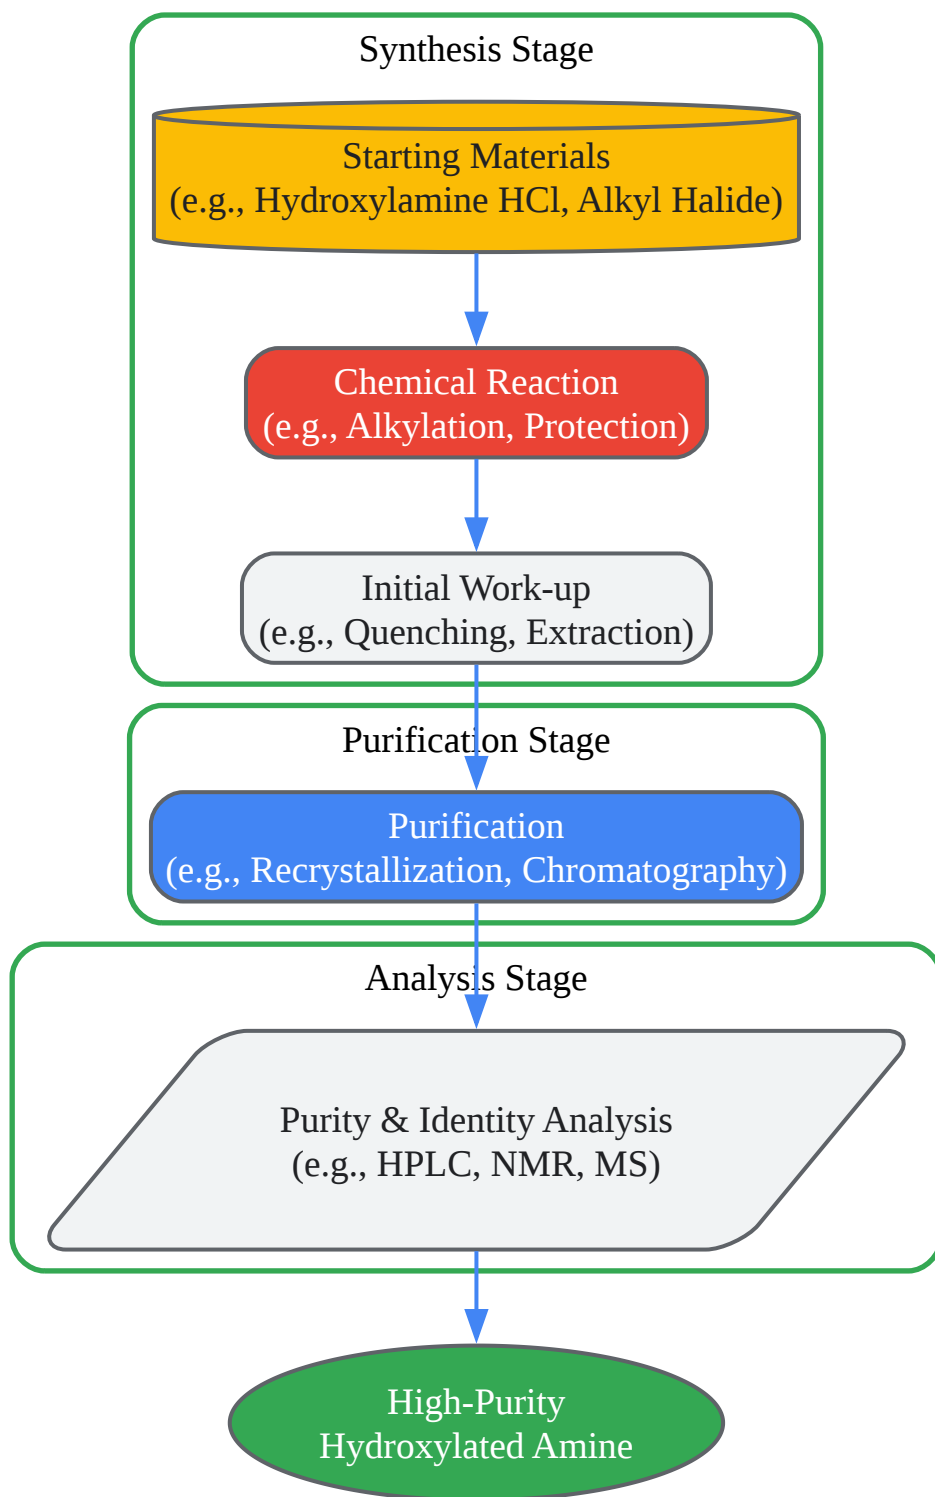 Synthesis Stage
Starting Materials
(e.g., Hydroxylamine HCl, Alkyl Halide)
Chemical Reaction
(e.g., Alkylation, Protection)
Initial Work-up
(e.g., Quenching, Extraction)
Purification Stage
Purification
(e.g., Recrystallization, Chromatography)
Analysis Stage
Purity & Identity Analysis
(e.g., HPLC, NMR, MS)
High-Purity
Hydroxylated Amine